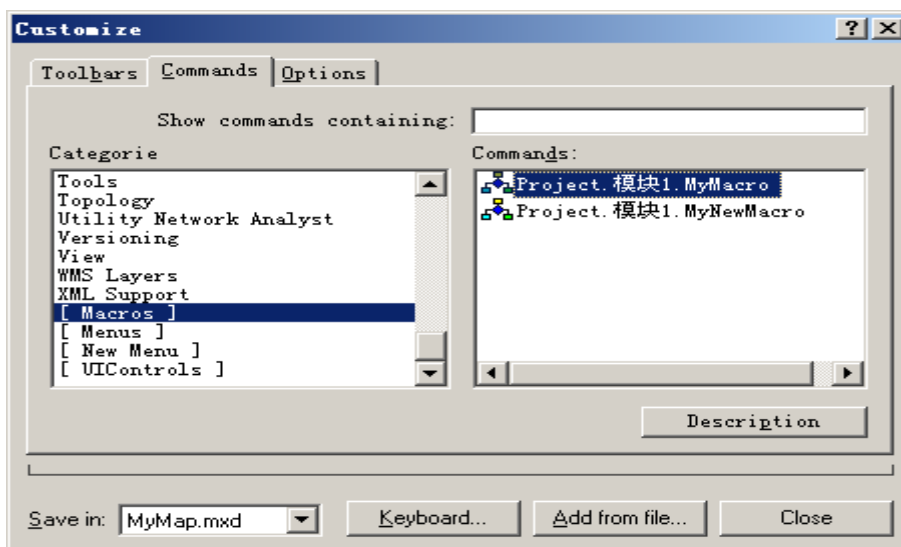 Customize
Toolbars Commands Options
Show commands containing:
Categorie Commands:
Tools
Topology
Utility Network Analyst
Versioning
View
WMS Layers
XML Support
[ Macros ]
[ Menus ]
[ New Menu ]
[ UIControls ]
Project.模块1.MyMacro
Project.模块1.MyNewMacro
Description
Save in: MyMap.mxd Keyboard... Add from file... Close